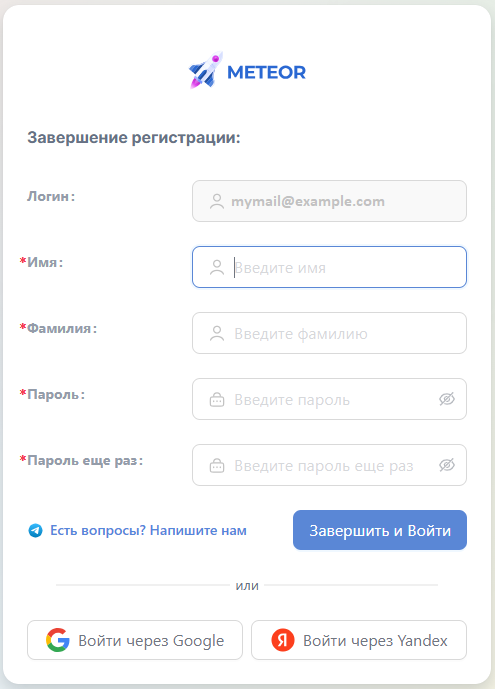 METEOR
Завершение регистрации:
Логин: mymail@example.com
*Имя: Введите имя
*Фамилия: Введите фамилию
*Пароль: Введите пароль
*Пароль еще раз: Введите пароль еще раз
Есть вопросы? Напишите нам Завершить и Войти
или
Войти через Google Я Войти через Yandex